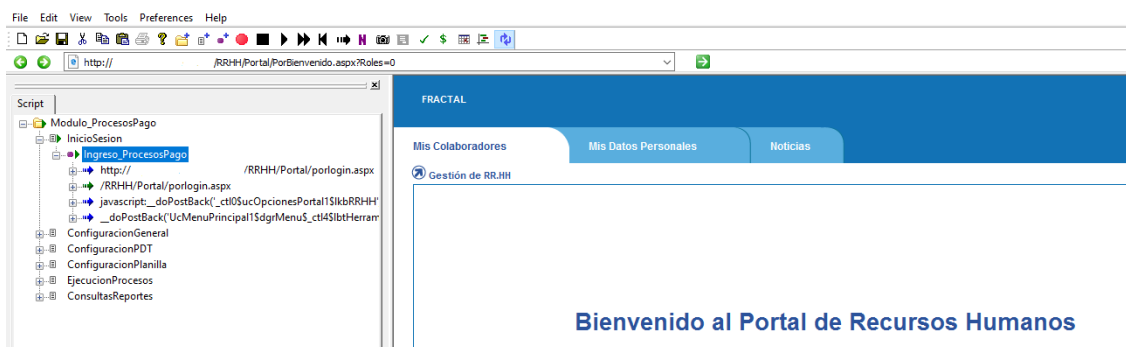 File Edit View Tools Preferences Help
http:// /RRHH/Portal/PorBienvenido.aspx?Roles=0
Script
Modulo_ProcesosPago
InicioSesion
Ingreso_ProcesosPago
http:// /RRHH/Portal/porlogin.aspx
/RRHH/Portal/porlogin.aspx
javascript:__doPostBack('_ctl0$ucOpcionesPortal1$lkbRRHH'
__doPostBack('UcMenuPrincipal1$dgrMenu$_ctl4$lbtHerram
ConfiguracionGeneral
ConfiguracionPDT
ConfiguracionPlanilla
EjecucionProcesos
ConsultasReportes
FRACTAL
Mis Colaboradores Mis Datos Personales Noticias
Gestión de RR.HH
Bienvenido al Portal de Recursos Humanos